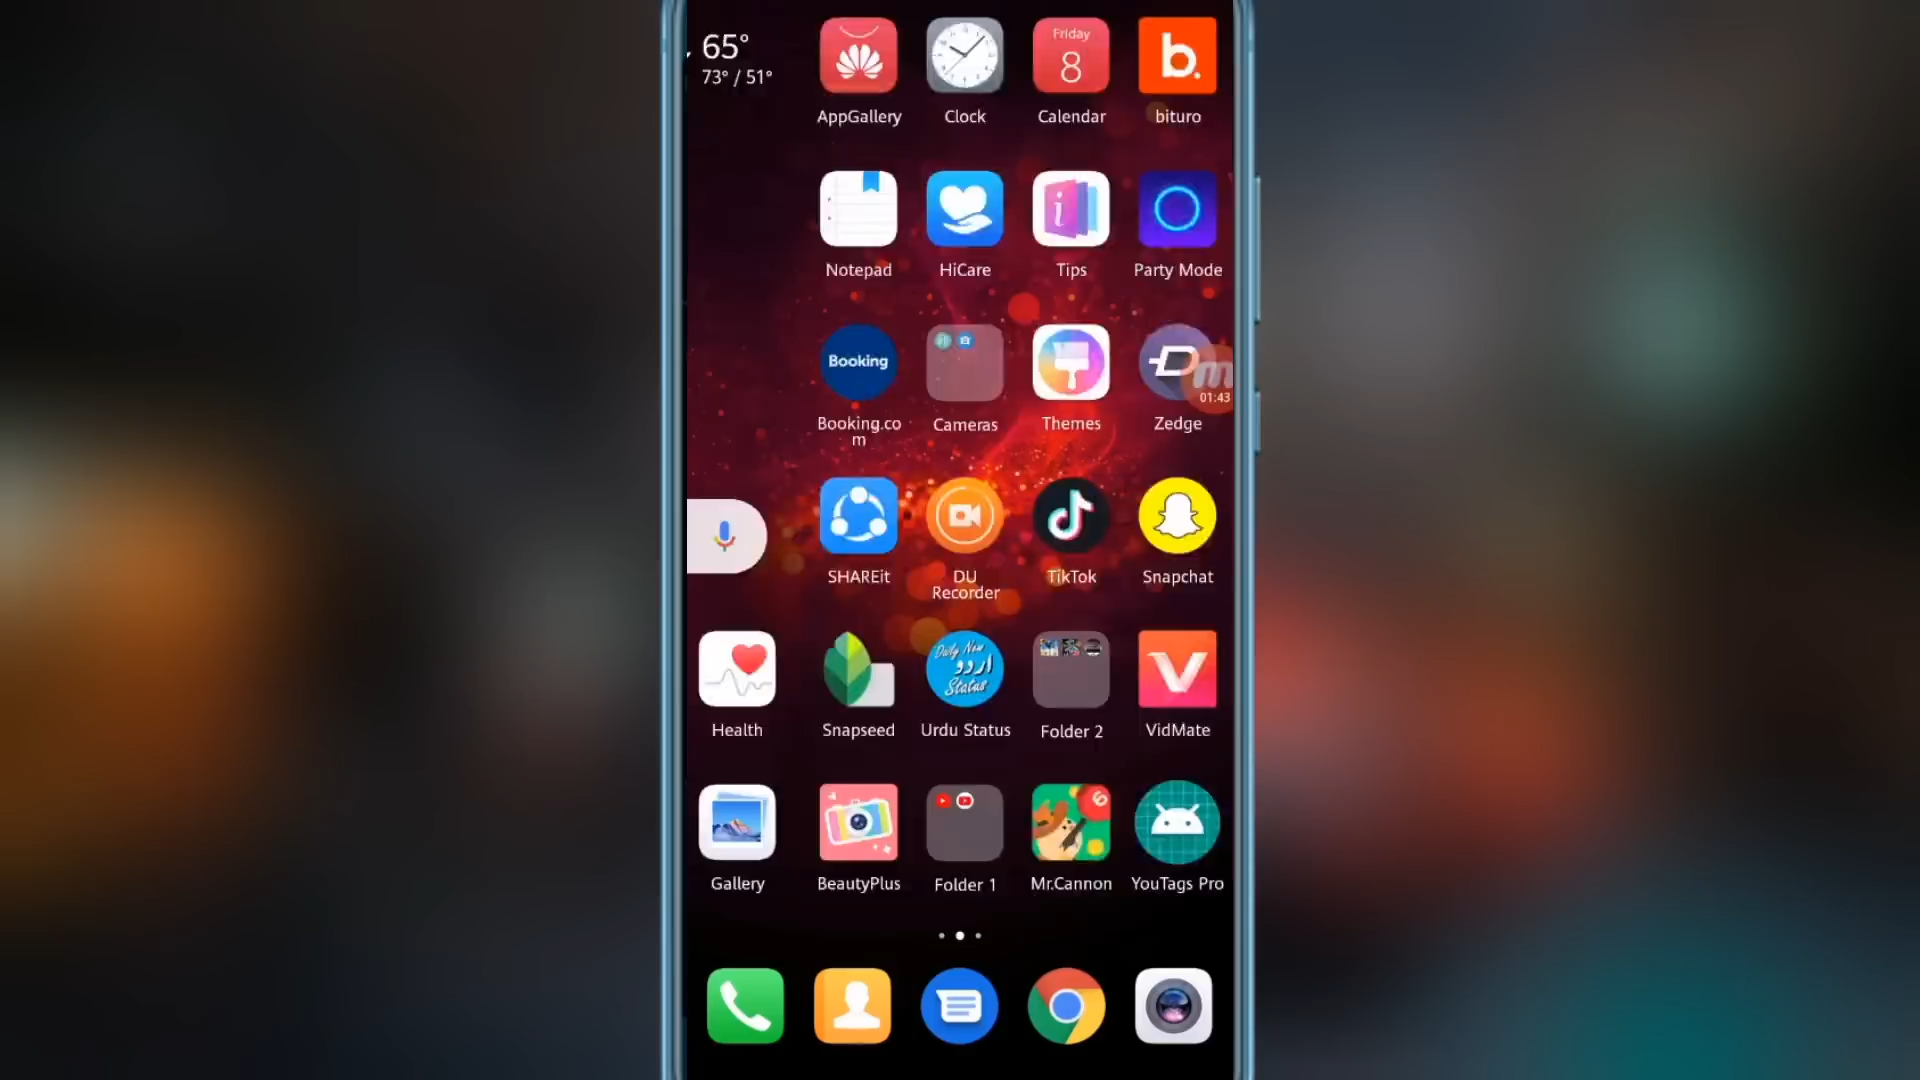 65°
73° / 51°
Friday
8
b.
AppGallery
Clock
Calendar
bituro
i
Notepad
HiCare
Tips
Party Mode
Booking
m
01:43
Booking.co
m
Cameras
Themes
Zedge
SHAREit
DU
Recorder
TikTok
Snapchat
Daily New
اردو
Status
V
Health
Snapseed
Urdu Status
Folder 2
VidMate
6
Gallery
BeautyPlus
Folder 1
Mr.Cannon
YouTags Pro